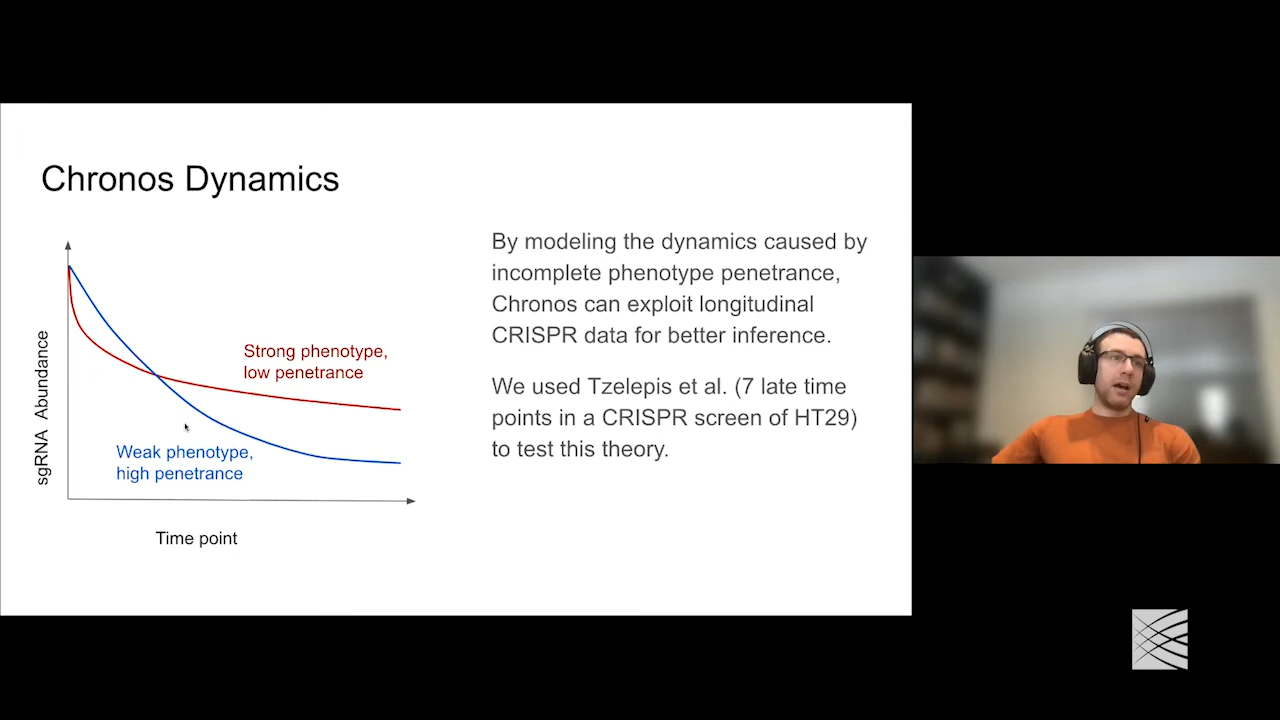 Chronos Dynamics
sgRNA Abundance
Strong phenotype,
low penetrance
Weak phenotype,
high penetrance
Time point
By modeling the dynamics caused by
incomplete phenotype penetrance,
Chronos can exploit longitudinal
CRISPR data for better inference.
We used Tzelepis et al. (7 late time
points in a CRISPR screen of HT29)
to test this theory.